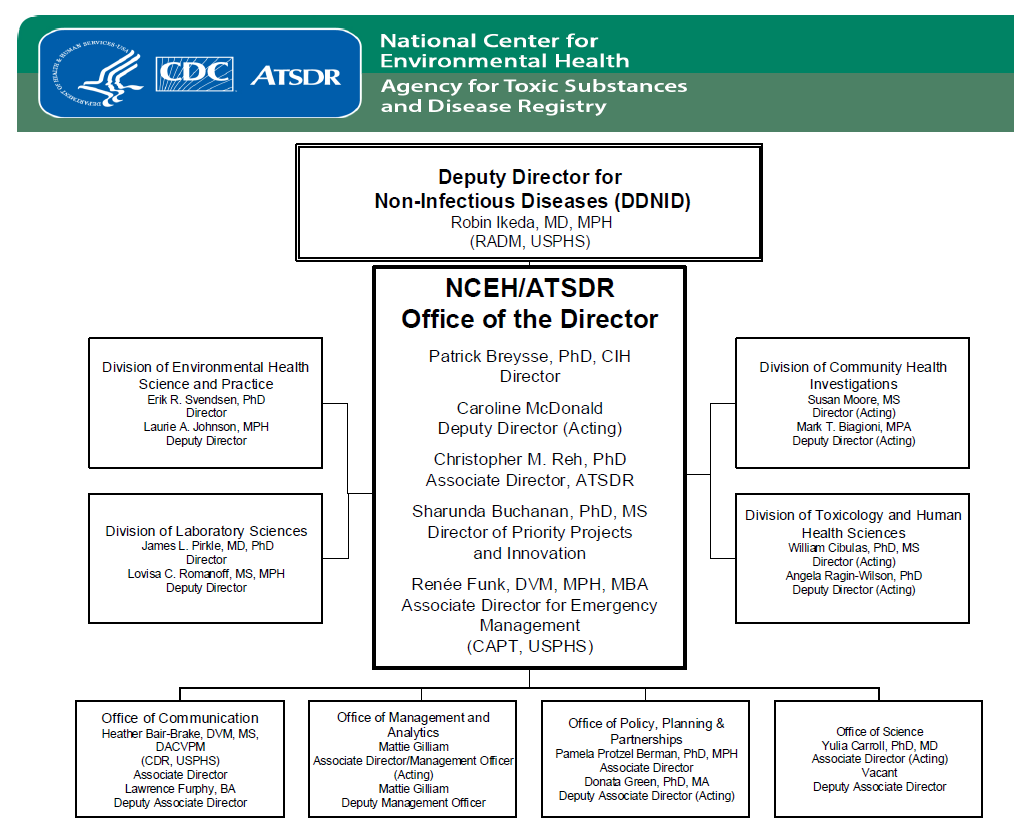 DEPARTMENT OF HEALTH & HUMAN SERVICES·USA
CDC
ATSDR
National Center for
Environmental Health
Agency for Toxic Substances
and Disease Registry
Deputy Director for
Non-Infectious Diseases (DDNID)
Robin Ikeda, MD, MPH
(RADM, USPHS)
NCEH/ATSDR
Office of the Director
Patrick Breysse, PhD, CIH
Director
Caroline McDonald
Deputy Director (Acting)
Christopher M. Reh, PhD
Associate Director, ATSDR
Sharunda Buchanan, PhD, MS
Director of Priority Projects
and Innovation
Renée Funk, DVM, MPH, MBA
Associate Director for Emergency
Management
(CAPT, USPHS)
Division of Environmental Health
Science and Practice
Erik R. Svendsen, PhD
Director
Laurie A. Johnson, MPH
Deputy Director
Division of Laboratory Sciences
James L. Pirkle, MD, PhD
Director
Lovisa C. Romanoff, MS, MPH
Deputy Director
Division of Community Health
Investigations
Susan Moore, MS
Director (Acting)
Mark T. Biagioni, MPA
Deputy Director (Acting)
Division of Toxicology and Human
Health Sciences
William Cibulas, PhD, MS
Director (Acting)
Angela Ragin-Wilson, PhD
Deputy Director (Acting)
Office of Communication
Heather Bair-Brake, DVM, MS,
DACVPM
(CDR, USPHS)
Associate Director
Lawrence Furphy, BA
Deputy Associate Director
Office of Management and
Analytics
Mattie Gilliam
Associate Director/Management Officer
(Acting)
Mattie Gilliam
Deputy Management Officer
Office of Policy, Planning &
Partnerships
Pamela Protzel Berman, PhD, MPH
Associate Director
Donata Green, PhD, MA
Deputy Associate Director (Acting)
Office of Science
Yulia Carroll, PhD, MD
Associate Director (Acting)
Vacant
Deputy Associate Director